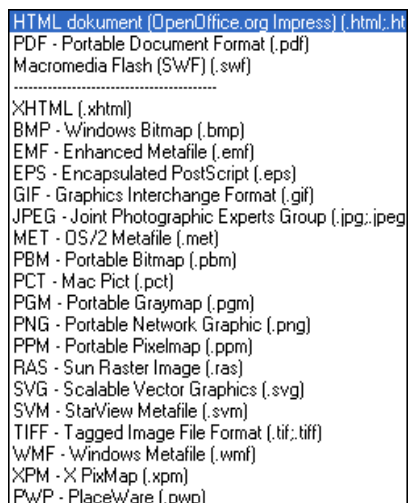 HTML dokument (OpenOffice.org Impress) (.html;.ht
PDF - Portable Document Format (.pdf)
Macromedia Flash (SWF) (.swf)
----------------------------------------
XHTML (.xhtml)
BMP - Windows Bitmap (.bmp)
EMF - Enhanced Metafile (.emf)
EPS - Encapsulated PostScript (.eps)
GIF - Graphics Interchange Format (.gif)
JPEG - Joint Photographic Experts Group (.jpg;.jpeg
MET - OS/2 Metafile (.met)
PBM - Portable Bitmap (.pbm)
PCT - Mac Pict (.pct)
PGM - Portable Graymap (.pgm)
PNG - Portable Network Graphic (.png)
PPM - Portable Pixelmap (.ppm)
RAS - Sun Raster Image (.ras)
SVG - Scalable Vector Graphics (.svg)
SVM - StarView Metafile (.svm)
TIFF - Tagged Image File Format (.tif;.tiff)
WMF - Windows Metafile (.wmf)
XPM - X PixMap (.xpm)
PWP - PlaceWare (.pwp)